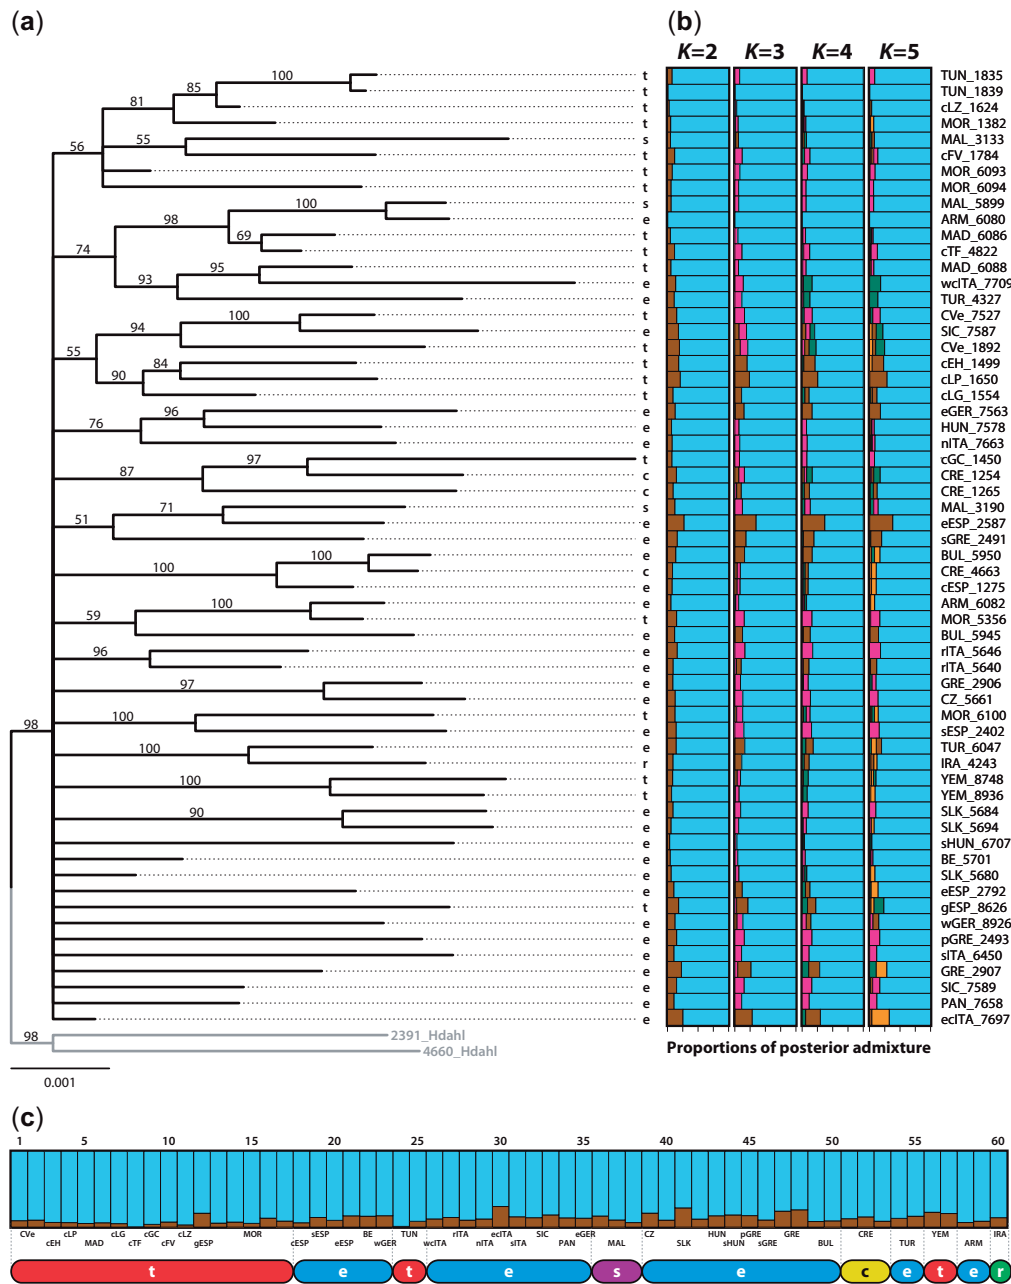 (a)
(b)
K=2 K=3 K=4 K=5
100 t TUN_1835
85 t TUN_1839
81 t cLZ_1624
t MOR_1382
55 s MAL_3133
56 t cFV_1784
t MOR_6093
t MOR_6094
100 s MAL_5899
98 e ARM_6080
69 t MAD_6086
74 t cTF_4822
95 t MAD_6088
93 e wcITA_7709
e TUR_4327
100 t CVe_7527
94 e SIC_7587
t CVe_1892
55 84 t cEH_1499
90 t cLP_1650
t cLG_1554
96 e eGER_7563
76 e HUN_7578
e nITA_7663
97 t cGC_1450
87 c CRE_1254
c CRE_1265
71 s MAL_3190
51 e eESP_2587
e sGRE_2491
100 e BUL_5950
100 c CRE_4663
e cESP_1275
100 e ARM_6082
59 t MOR_5356
e BUL_5945
96 e rITA_5646
e rITA_5640
97 e GRE_2906
e CZ_5661
100 t MOR_6100
98 e sESP_2402
100 e TUR_6047
r IRA_4243
100 t YEM_8748
t YEM_8936
90 e SLK_5684
e SLK_5694
e sHUN_6707
e BE_5701
e SLK_5680
e eESP_2792
t gESP_8626
e wGER_8926
e pGRE_2493
e sITA_6450
e GRE_2907
e SIC_7589
e PAN_7658
e ecITA_7697
98 2391_Hdahl
4660_Hdahl
Proportions of posterior admixture
0.001
(c)
1 5 10 15 20 25 30 35 40 45 50 55 60
CVe cLP cLG cGC cLZ MOR sESP BE TUN rITA ecITA SIC eGER CZ HUN pGRE GRE CRE YEM IRA
cEH MAD cTF cFV gESP cESP eESP wGER wcITA nITA sITA PAN MAL SLK sHUN sGRE BUL TUR ARM
t e t e s e c e t e r